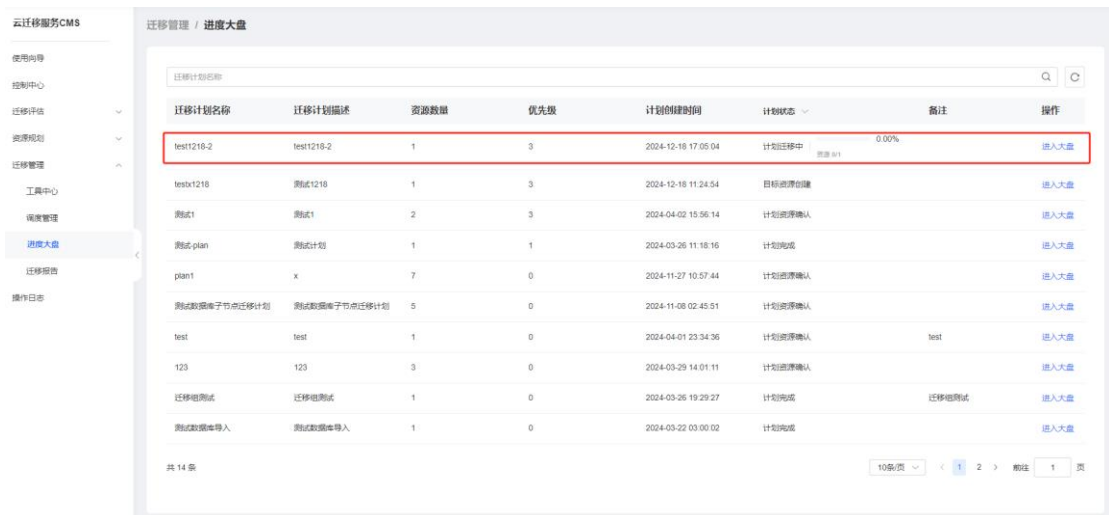 云迁移服务CMS
迁移管理 / 进度大盘
使用向导
控制中心
迁移评估
资源规划
迁移管理
工具中心
调度管理
进度大盘
迁移报告
操作日志
迁移计划名称
迁移计划名称 迁移计划描述 资源数量 优先级 计划创建时间 计划状态 备注 操作
test1218-2 test1218-2 1 3 2024-12-18 17:05:04 计划迁移中 0.00% 资源 0/1 进入大盘
testx1218 测试1218 1 3 2024-12-18 11:24:54 目标资源创建 进入大盘
测试1 测试1 2 3 2024-04-02 15:56:14 计划资源确认 进入大盘
测试-plan 测试计划 1 1 2024-03-26 11:18:16 计划完成 进入大盘
plan1 x 7 0 2024-11-27 10:57:44 计划资源确认 进入大盘
测试数据库子节点迁移计划 测试数据库子节点迁移计划 5 0 2024-11-08 02:45:51 计划资源确认 进入大盘
test test 1 0 2024-04-01 23:34:36 计划资源确认 test 进入大盘
123 123 3 0 2024-03-29 14:01:11 计划资源确认 进入大盘
迁移组测试 迁移组测试 1 0 2024-03-26 19:29:27 计划完成 迁移组测试 进入大盘
测试数据库导入 测试数据库导入 1 0 2024-03-22 03:00:02 计划完成 进入大盘
共 14 条 10条/页 1 2 前往 1 页